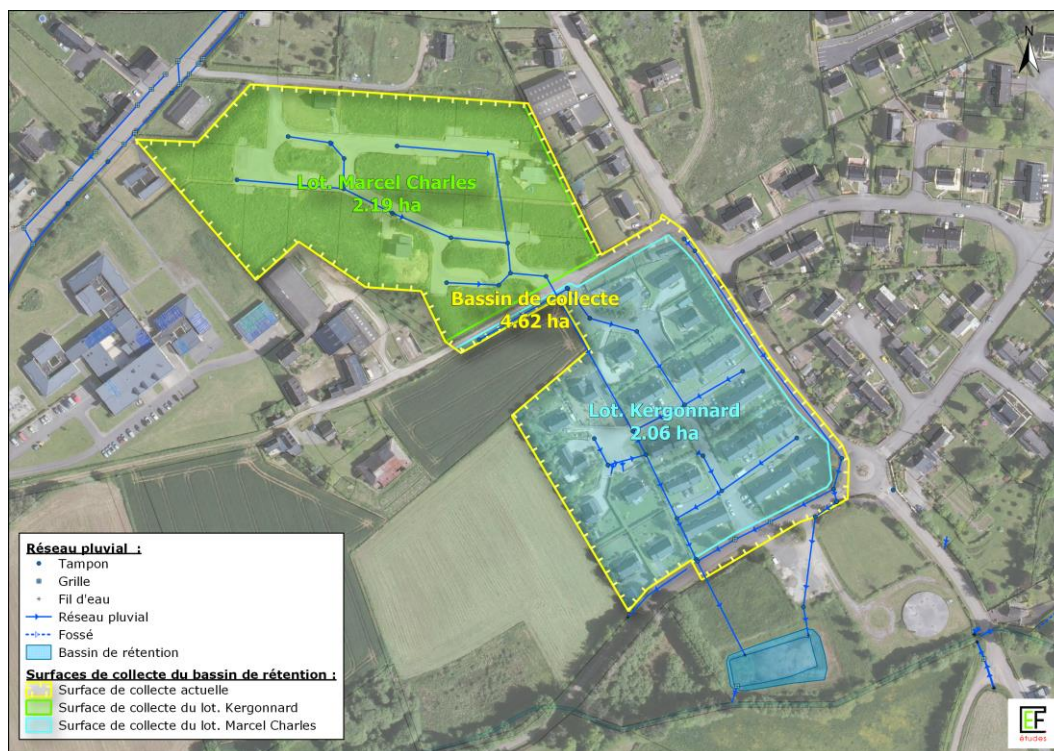 N
Lot. Marcel Charles
2.19 ha
Bassin de collecte
4.62 ha
Lot. Kergonnard
2.06 ha
Réseau pluvial :
Tampon
Grille
Fil d'eau
Réseau pluvial
Fossé
Bassin de rétention
Surfaces de collecte du bassin de rétention :
Surface de collecte actuelle
Surface de collecte du lot. Kergonnard
Surface de collecte du lot. Marcel Charles
EF
études